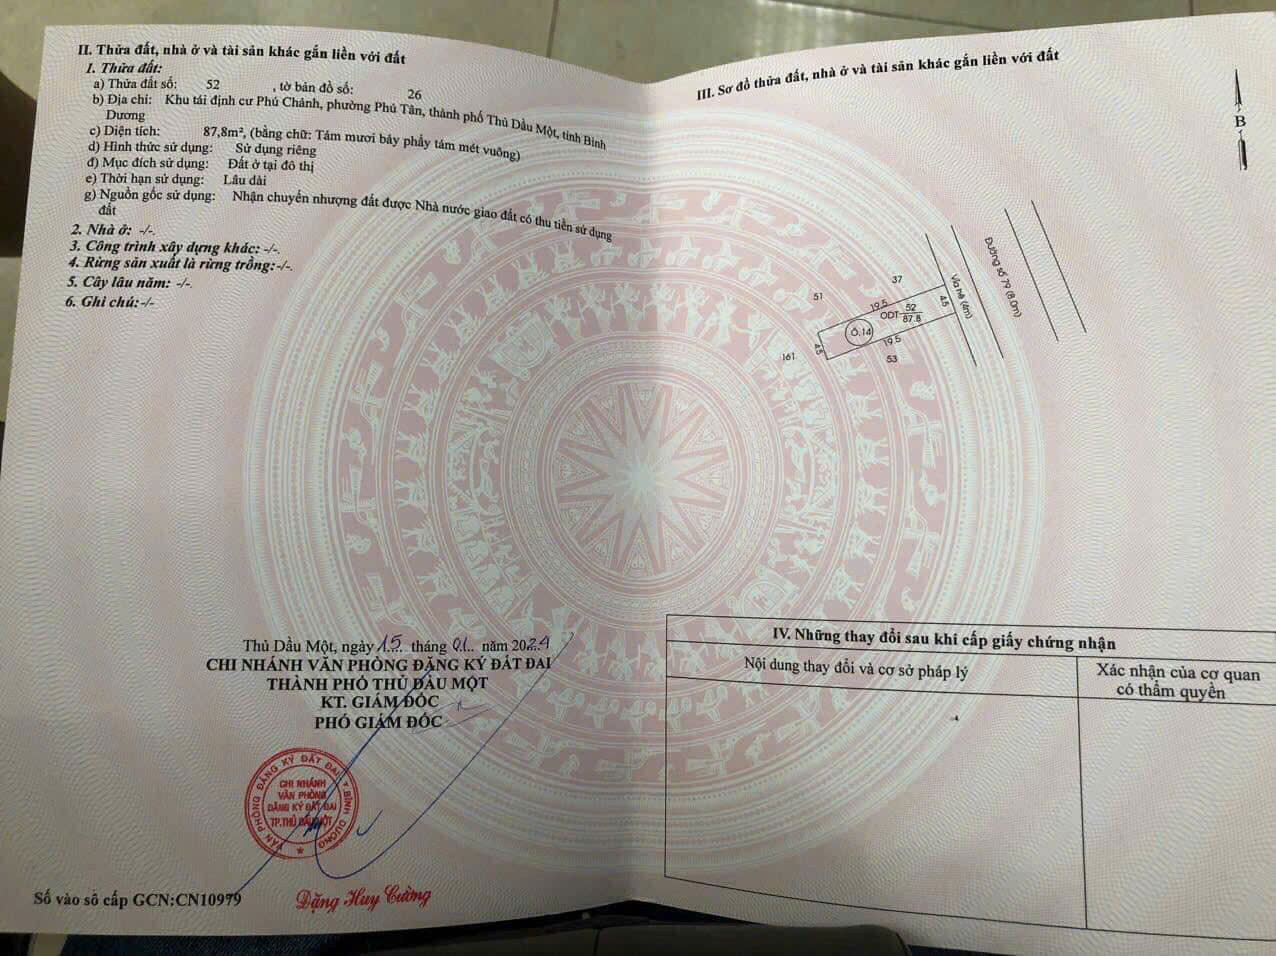 II. Thửa đất, nhà ở và tài sản khác gắn liền với đất
1. Thửa đất:
a) Thửa đất số: 52 , tờ bản đồ số: 26
b) Địa chỉ: Khu tái định cư Phú Chánh, phường Phú Tân, thành phố Thủ Dầu Một, tỉnh Bình
Dương
c) Diện tích: 87,8m², (bằng chữ: Tám mươi bảy phẩy tám mét vuông)
d) Hình thức sử dụng: Sử dụng riêng
đ) Mục đích sử dụng: Đất ở tại đô thị
e) Thời hạn sử dụng: Lâu dài
g) Nguồn gốc sử dụng: Nhận chuyển nhượng đất được Nhà nước giao đất có thu tiền sử dụng
đất
2. Nhà ở: -/-.
3. Công trình xây dựng khác: -/-.
4. Rừng sản xuất là rừng trồng:-/-.
5. Cây lâu năm: -/-.
6. Ghi chú:-/-
Thủ Dầu Một, ngày 15. tháng 01. năm 2024
CHI NHÁNH VĂN PHÒNG ĐĂNG KÝ ĐẤT ĐAI
THÀNH PHỐ THỦ DẦU MỘT
KT. GIÁM ĐỐC
PHÓ GIÁM ĐỐC
VĂN PHÒNG ĐĂNG KÝ ĐẤT ĐAI T. BÌNH DƯƠNG
CHI NHÁNH
VĂN PHÒNG
ĐĂNG KÝ ĐẤT ĐAI
TP.THỦ DẦU MỘT
Đặng Huy Cường
Số vào sổ cấp GCN:CN10979
III. Sơ đồ thửa đất, nhà ở và tài sản khác gắn liền với đất
B
Đường số 79 (8.0m)
Vỉa hè (4m)
37
51
19.5
4.5
ODT 52
87.8
Ô.14
4.5
19.5
161
53
IV. Những thay đổi sau khi cấp giấy chứng nhận
Nội dung thay đổi và cơ sở pháp lý
Xác nhận của cơ quan
có thẩm quyền